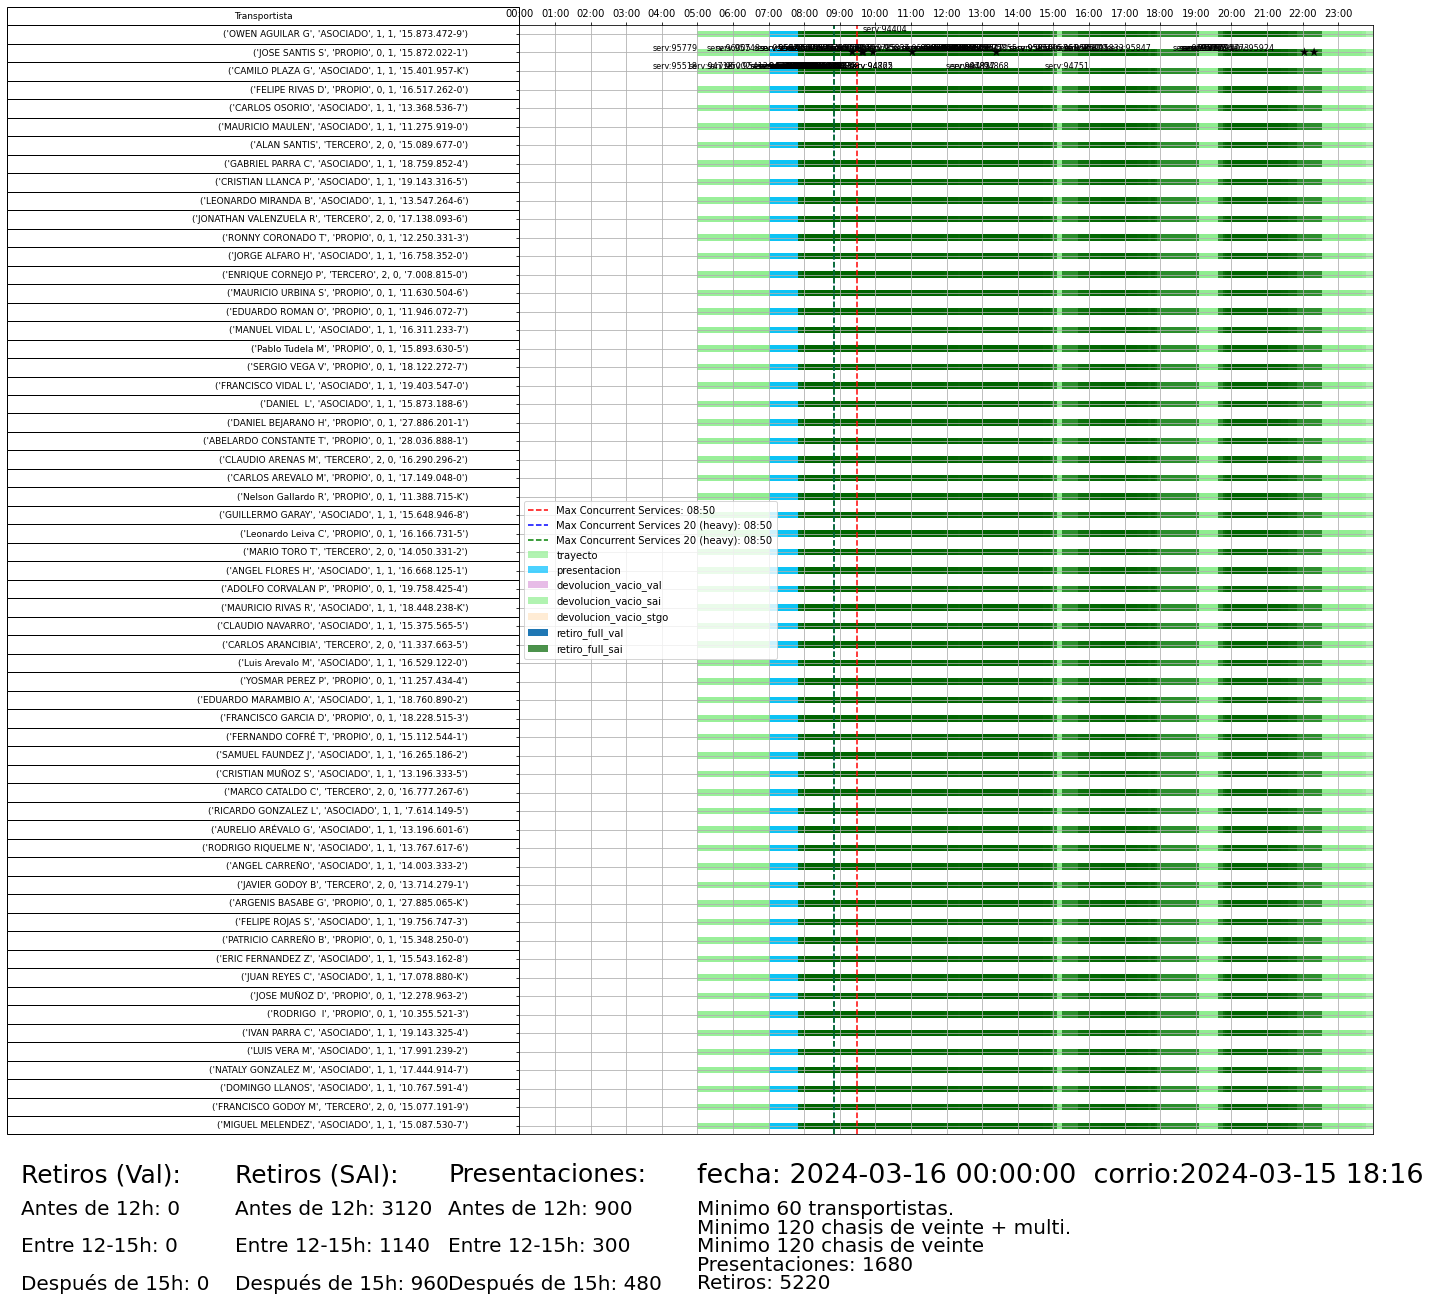 Transportista
00:00 01:00 02:00 03:00 04:00 05:00 06:00 07:00 08:00 09:00 10:00 11:00 12:00 13:00 14:00 15:00 16:00 17:00 18:00 19:00 20:00 21:00 22:00 23:00
('OWEN AGUILAR G', 'ASOCIADO', 1, 1, '15.873.472-9')
serv:94404
('JOSE SANTIS S', 'PROPIO', 0, 1, '15.872.022-1')
serv:95779
('CAMILO PLAZA G', 'ASOCIADO', 1, 1, '15.401.957-K')
serv:95518
serv:94751
('FELIPE RIVAS D', 'PROPIO', 0, 1, '16.517.262-0')
('CARLOS OSORIO', 'ASOCIADO', 1, 1, '13.368.536-7')
('MAURICIO MAULEN', 'ASOCIADO', 1, 1, '11.275.919-0')
('ALAN SANTIS', 'TERCERO', 2, 0, '15.089.677-0')
('GABRIEL PARRA C', 'ASOCIADO', 1, 1, '18.759.852-4')
('CRISTIAN LLANCA P', 'ASOCIADO', 1, 1, '19.143.316-5')
('LEONARDO MIRANDA B', 'ASOCIADO', 1, 1, '13.547.264-6')
('JONATHAN VALENZUELA R', 'TERCERO', 2, 0, '17.138.093-6')
('RONNY CORONADO T', 'PROPIO', 0, 1, '12.250.331-3')
('JORGE ALFARO H', 'ASOCIADO', 1, 1, '16.758.352-0')
('ENRIQUE CORNEJO P', 'TERCERO', 2, 0, '7.008.815-0')
('MAURICIO URBINA S', 'PROPIO', 0, 1, '11.630.504-6')
('EDUARDO ROMAN O', 'PROPIO', 0, 1, '11.946.072-7')
('MANUEL VIDAL L', 'ASOCIADO', 1, 1, '16.311.233-7')
('Pablo Tudela M', 'PROPIO', 0, 1, '15.893.630-5')
('SERGIO VEGA V', 'PROPIO', 0, 1, '18.122.272-7')
('FRANCISCO VIDAL L', 'ASOCIADO', 1, 1, '19.403.547-0')
('DANIEL  L', 'ASOCIADO', 1, 1, '15.873.188-6')
('DANIEL BEJARANO H', 'PROPIO', 0, 1, '27.886.201-1')
('ABELARDO CONSTANTE T', 'PROPIO', 0, 1, '28.036.888-1')
('CLAUDIO ARENAS M', 'TERCERO', 2, 0, '16.290.296-2')
('CARLOS AREVALO M', 'PROPIO', 0, 1, '17.149.048-0')
('Nelson Gallardo R', 'PROPIO', 0, 1, '11.388.715-K')
('GUILLERMO GARAY', 'ASOCIADO', 1, 1, '15.648.946-8')
('Leonardo Leiva C', 'PROPIO', 0, 1, '16.166.731-5')
('MARIO TORO T', 'TERCERO', 2, 0, '14.050.331-2')
('ANGEL FLORES H', 'ASOCIADO', 1, 1, '16.668.125-1')
('ADOLFO CORVALAN P', 'PROPIO', 0, 1, '19.758.425-4')
('MAURICIO RIVAS R', 'ASOCIADO', 1, 1, '18.448.238-K')
('CLAUDIO NAVARRO', 'ASOCIADO', 1, 1, '15.375.565-5')
('CARLOS ARANCIBIA', 'TERCERO', 2, 0, '11.337.663-5')
('Luis Arevalo M', 'ASOCIADO', 1, 1, '16.529.122-0')
('YOSMAR PEREZ P', 'PROPIO', 0, 1, '11.257.434-4')
('EDUARDO MARAMBIO A', 'ASOCIADO', 1, 1, '18.760.890-2')
('FRANCISCO GARCIA D', 'PROPIO', 0, 1, '18.228.515-3')
('FERNANDO COFRÉ T', 'PROPIO', 0, 1, '15.112.544-1')
('SAMUEL FAUNDEZ J', 'ASOCIADO', 1, 1, '16.265.186-2')
('CRISTIAN MUÑOZ S', 'ASOCIADO', 1, 1, '13.196.333-5')
('MARCO CATALDO C', 'TERCERO', 2, 0, '16.777.267-6')
('RICARDO GONZALEZ L', 'ASOCIADO', 1, 1, '7.614.149-5')
('AURELIO ARÉVALO G', 'ASOCIADO', 1, 1, '13.196.601-6')
('RODRIGO RIQUELME N', 'ASOCIADO', 1, 1, '13.767.617-6')
('ANGEL CARREÑO', 'ASOCIADO', 1, 1, '14.003.333-2')
('JAVIER GODOY B', 'TERCERO', 2, 0, '13.714.279-1')
('ARGENIS BASABE G', 'PROPIO', 0, 1, '27.885.065-K')
('FELIPE ROJAS S', 'ASOCIADO', 1, 1, '19.756.747-3')
('PATRICIO CARREÑO B', 'PROPIO', 0, 1, '15.348.250-0')
('ERIC FERNANDEZ Z', 'ASOCIADO', 1, 1, '15.543.162-8')
('JUAN REYES C', 'ASOCIADO', 1, 1, '17.078.880-K')
('JOSE MUÑOZ D', 'PROPIO', 0, 1, '12.278.963-2')
('RODRIGO  I', 'PROPIO', 0, 1, '10.355.521-3')
('IVAN PARRA C', 'ASOCIADO', 1, 1, '19.143.325-4')
('LUIS VERA M', 'ASOCIADO', 1, 1, '17.991.239-2')
('NATALY GONZALEZ M', 'ASOCIADO', 1, 1, '17.444.914-7')
('DOMINGO LLANOS', 'ASOCIADO', 1, 1, '10.767.591-4')
('FRANCISCO GODOY M', 'TERCERO', 2, 0, '15.077.191-9')
('MIGUEL MELENDEZ', 'ASOCIADO', 1, 1, '15.087.530-7')
Max Concurrent Services: 08:50
Max Concurrent Services 20 (heavy): 08:50
Max Concurrent Services 20 (heavy): 08:50
trayecto
presentacion
devolucion_vacio_val
devolucion_vacio_sai
devolucion_vacio_stgo
retiro_full_val
retiro_full_sai
Retiros (Val):
Antes de 12h: 0
Entre 12-15h: 0
Después de 15h: 0
Retiros (SAI):
Antes de 12h: 3120
Entre 12-15h: 1140
Después de 15h: 960
Presentaciones:
Antes de 12h: 900
Entre 12-15h: 300
Después de 15h: 480
fecha: 2024-03-16 00:00:00  corrio:2024-03-15 18:16
Minimo 60 transportistas.
Minimo 120 chasis de veinte + multi.
Minimo 120 chasis de veinte
Presentaciones: 1680
Retiros: 5220